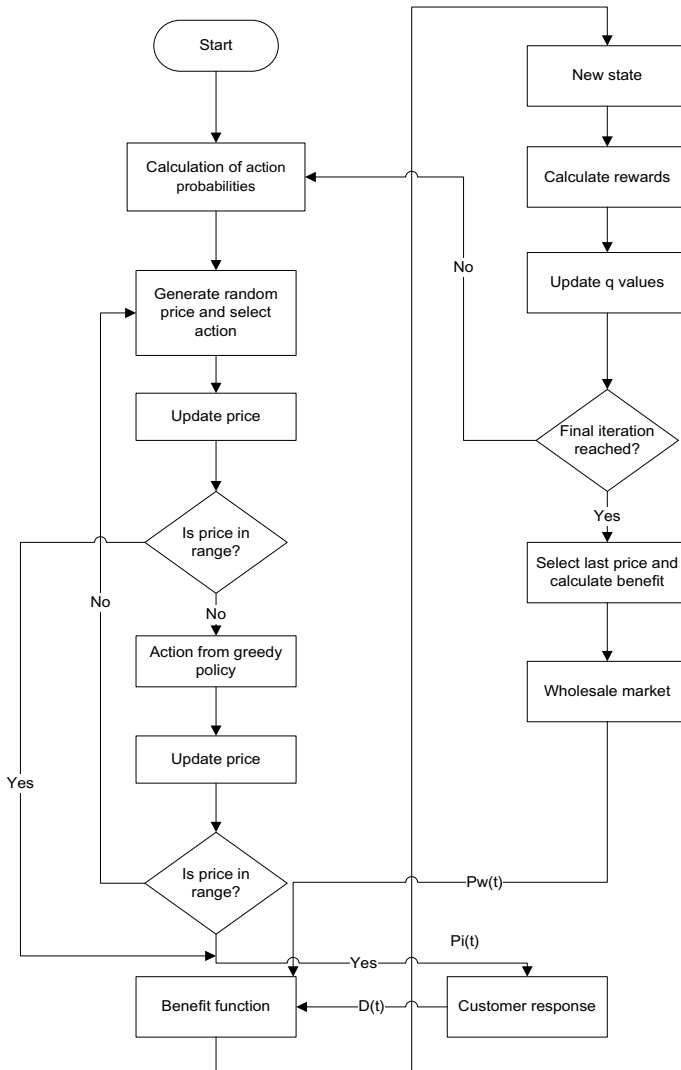 Start
Calculation of action
probabilities
Generate random
price and select
action
Update price
Is price in
range?
No
No
Action from greedy
policy
Update price
Yes
Is price in
range?
Yes
Benefit function
D(t)
Customer response
Pi(t)
Pw(t)
New state
Calculate rewards
Update q values
No
Final iteration
reached?
Yes
Select last price and
calculate benefit
Wholesale market